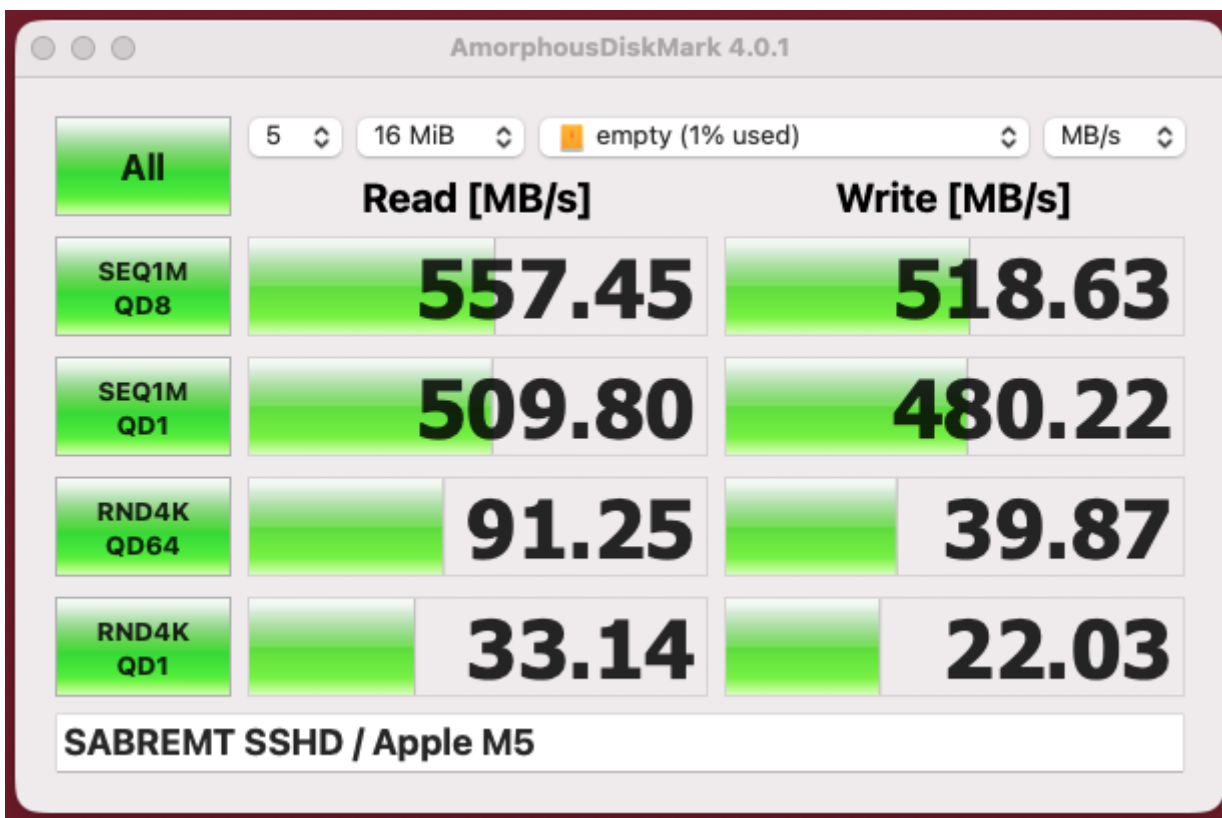 AmorphousDiskMark 4.0.1
All
5 16 MiB empty (1% used) MB/s
Read [MB/s] Write [MB/s]
SEQ1M
QD8
557.45 518.63
SEQ1M
QD1
509.80 480.22
RND4K
QD64
91.25 39.87
RND4K
QD1
33.14 22.03
SABREMT SSHD / Apple M5